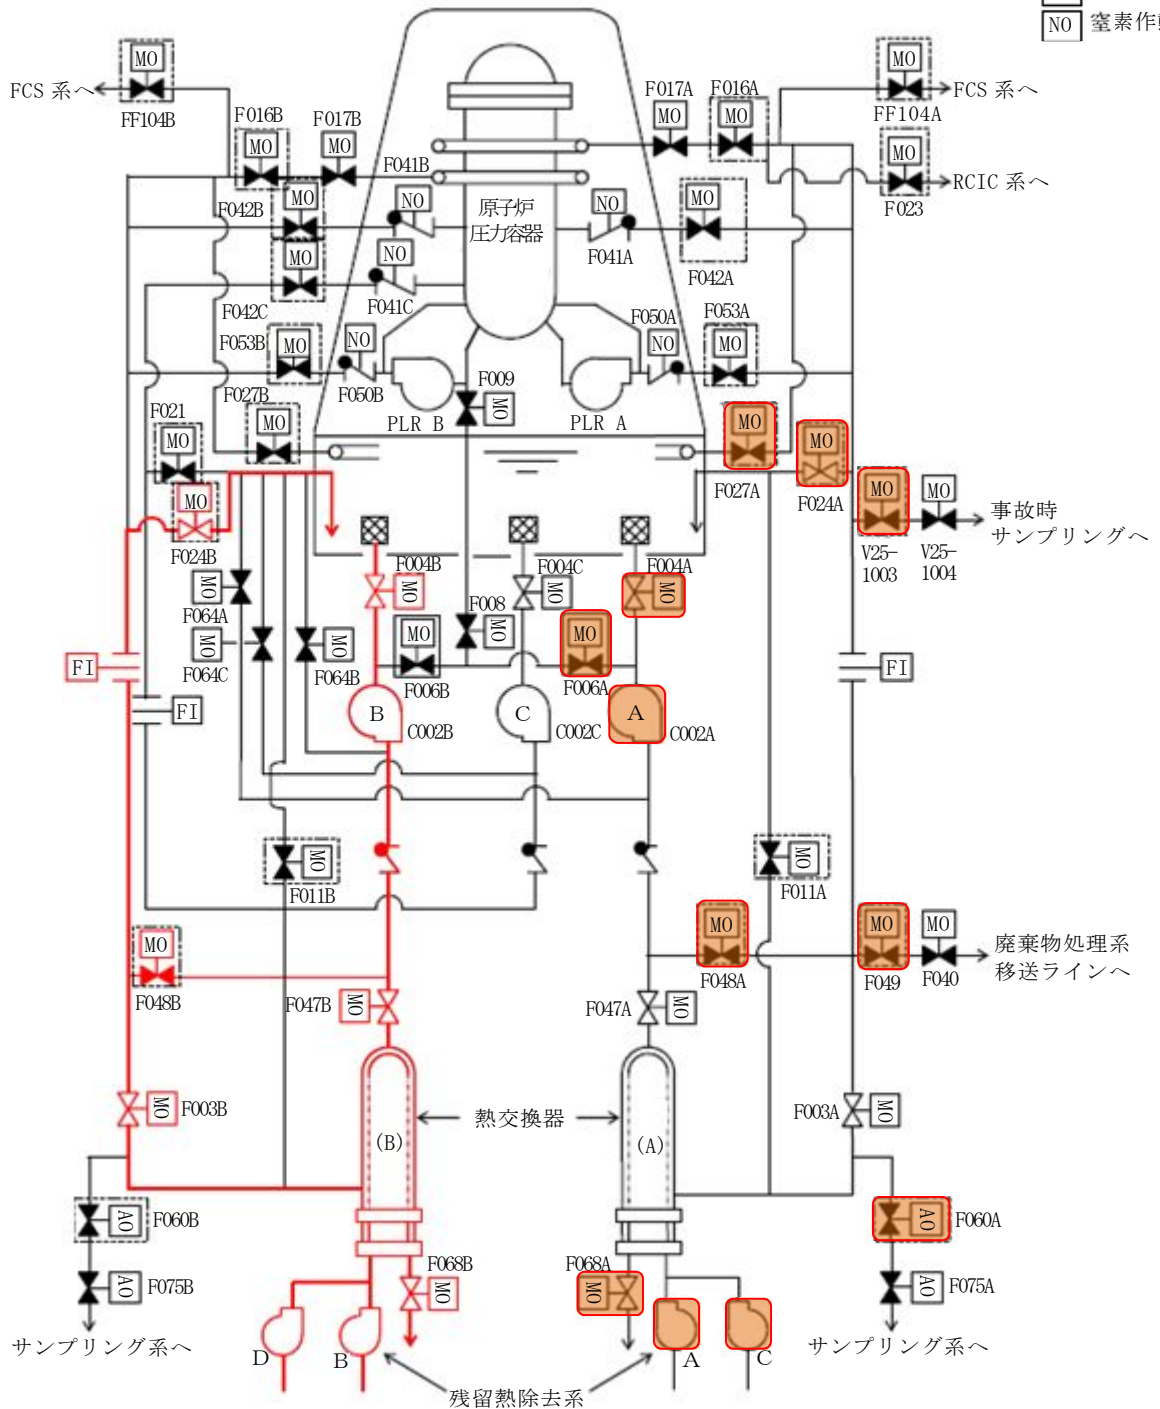 NO 窒素作動
MO
MO
FCS 系へ
FF104B
F016B
F017B
F017A
F016A
MO
MO
MO
MO
FCS 系へ
FF104A
MO
RCIC 系へ
F023
F041B
F042B
MO
NO
原子炉
圧力容器
NO
F041A
MO
F042A
MO
NO
F041C
F042C
F053B
MO
NO
F050B
F050A
NO
F053A
MO
F027B
MO
PLR B
F009
MO
PLR A
F021
MO
MO
F027A
MO
F024A
MO
F024B
MO
V25-
1003
MO
V25-
1004
事故時
サンプリングへ
F004B
MO
F004C
MO
F004A
MO
MO
F064A
MO
F064C
MO
F064B
F008
MO
MO
F006B
MO
F006A
FI
FI
FI
B
C002B
C
C002C
A
C002A
MO
F011B
MO
F011A
MO
F048B
MO
F048A
MO
F049
MO
F040
廃棄物処理系
移送ラインへ
F047B
MO
F047A
MO
MO
F003B
熱交換器
(B)
(A)
F003A
MO
AO
F060B
AO
F060A
AO
F075B
F068B
MO
F068A
MO
AO
F075A
サンプリング系へ
D
B
A
C
サンプリング系へ
残留熱除去系